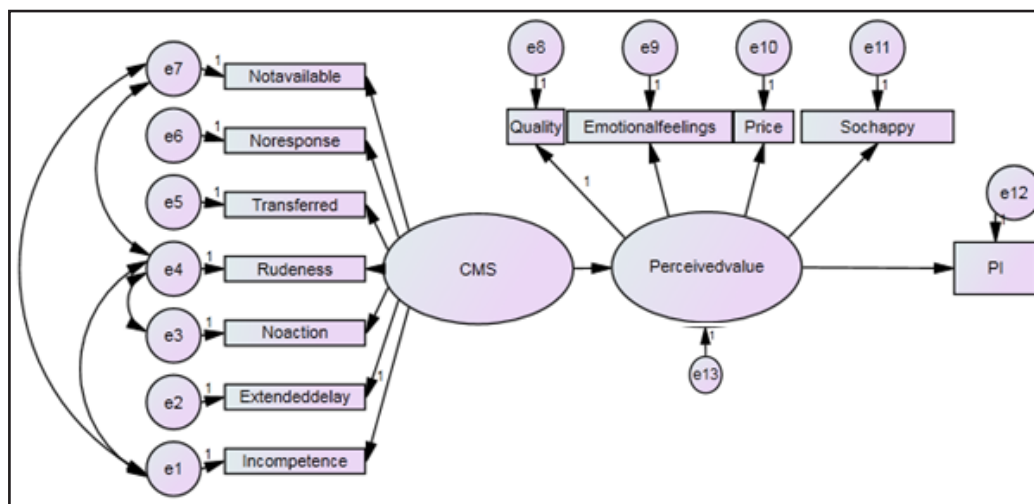 e7
1
Notavailable
e6
1
Noresponse
e5
1
Transferred
e4
1
Rudeness
e3
1
Noaction
e2
1
Extendeddelay
1
e1
1
Incompetence
CMS
e8
1
e9
1
e10
1
e11
1
Quality
Emotionalfeelings
Price
Sochappy
1
Perceivedvalue
1
e13
e12
1
PI